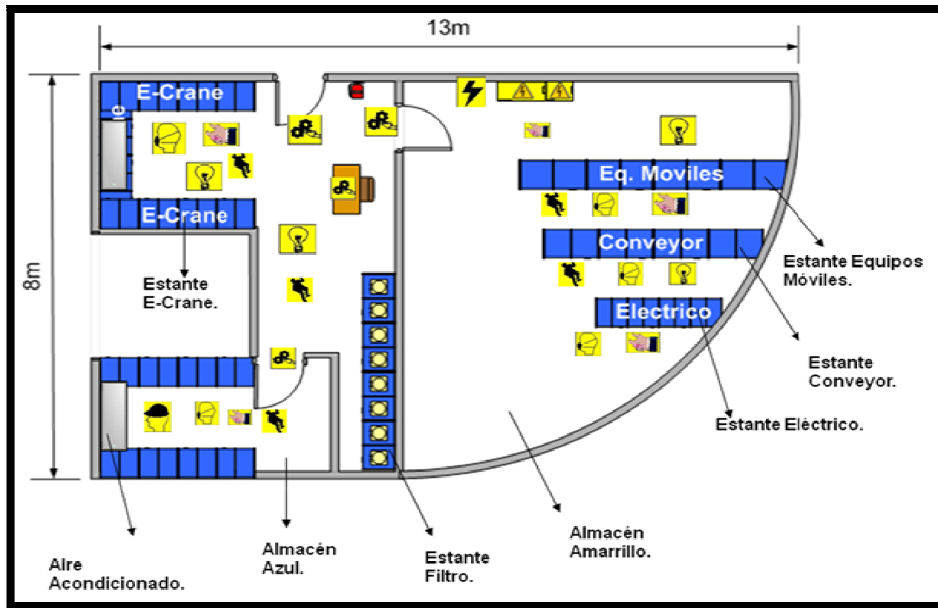 13m
8m
E-Crane
E-Crane
Eq. Moviles
Conveyor
Electrico
Estante
E-Crane.
Estante Equipos
Móviles.
Estante
Conveyor.
Estante Eléctrico.
Almacén
Amarrillo.
Almacén
Azul.
Estante
Filtro.
Aire
Acondicionado.